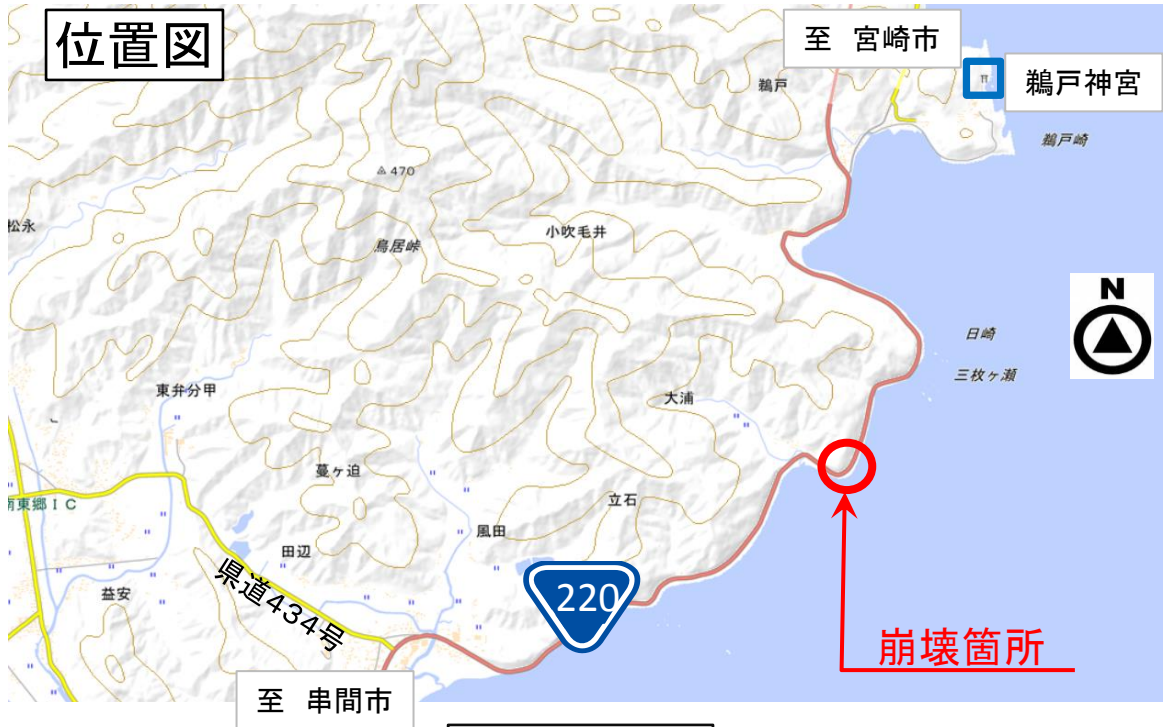 位置図
至 宮崎市
鵜戸神宮
鵜戸
鵜戸崎
470
松永
鳥居峠
小吹毛井
N
日崎
三枚ヶ瀬
東弁分甲
大浦
蔓ヶ迫
南東郷IC
立石
風田
田辺
220
益安
県道434号
崩壊箇所
至 串間市